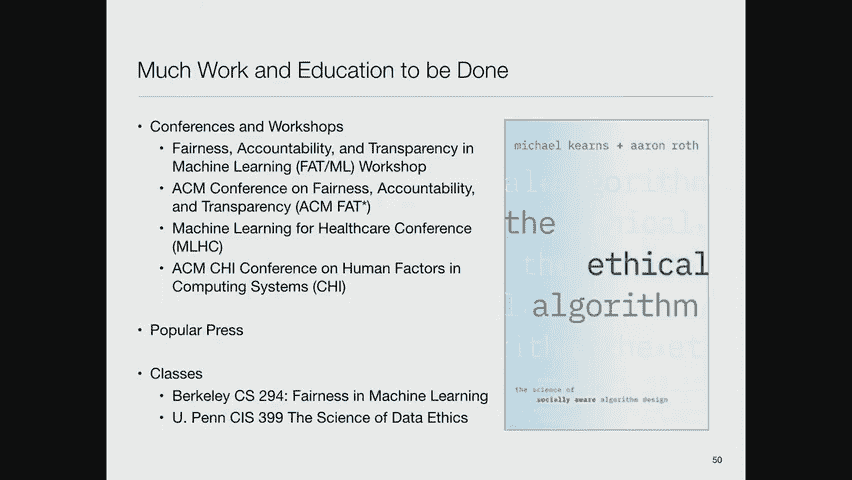 Much Work and Education to be Done
• Conferences and Workshops
• Fairness, Accountability, and Transparency in
Machine Learning (FAT/ML) Workshop
• ACM Conference on Fairness, Accountability,
and Transparency (ACM FAT*)
• Machine Learning for Healthcare Conference
(MLHC)
• ACM CHI Conference on Human Factors in
Computing Systems (CHI)
• Popular Press
• Classes
• Berkeley CS 294: Fairness in Machine Learning
• U. Penn CIS 399 The Science of Data Ethics
michael kearns + aaron roth
the
ethical
algorithm
the science of
socially aware algorithm design
50